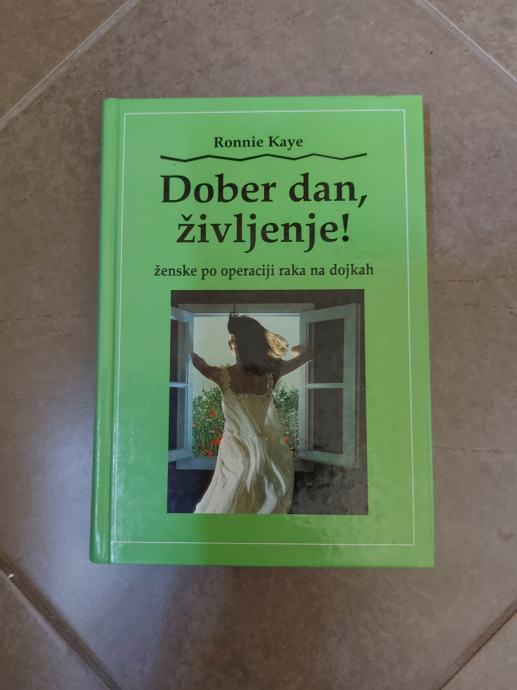 Ronnie Kaye
Dober dan,
življenje!
ženske po operaciji raka na dojkah